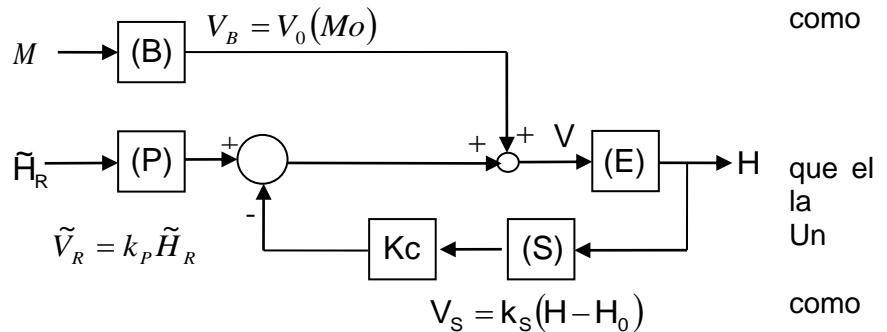 como
V_B = V_0(Mo)
M (B)
+ V
H̃_R (P) + + (E) H
que el
la
-
Un
Ṽ_R = k_P H̃_R Kc (S)
como
V_S = k_S(H – H_0)